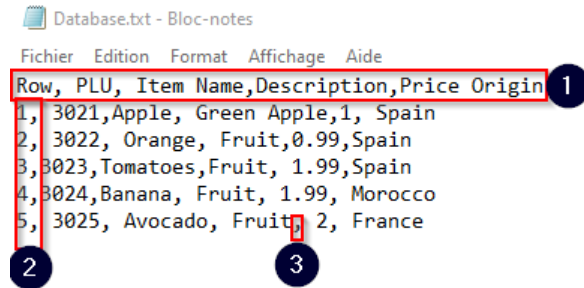 Database.txt - Bloc-notes
Fichier Edition Format Affichage Aide
Row, PLU, Item Name,Description,Price Origin
1
1, 3021,Apple, Green Apple,1, Spain
2, 3022, Orange, Fruit,0.99,Spain
3,3023,Tomatoes,Fruit, 1.99,Spain
4,3024,Banana, Fruit, 1.99, Morocco
5, 3025, Avocado, Fruit, 2, France
2
3